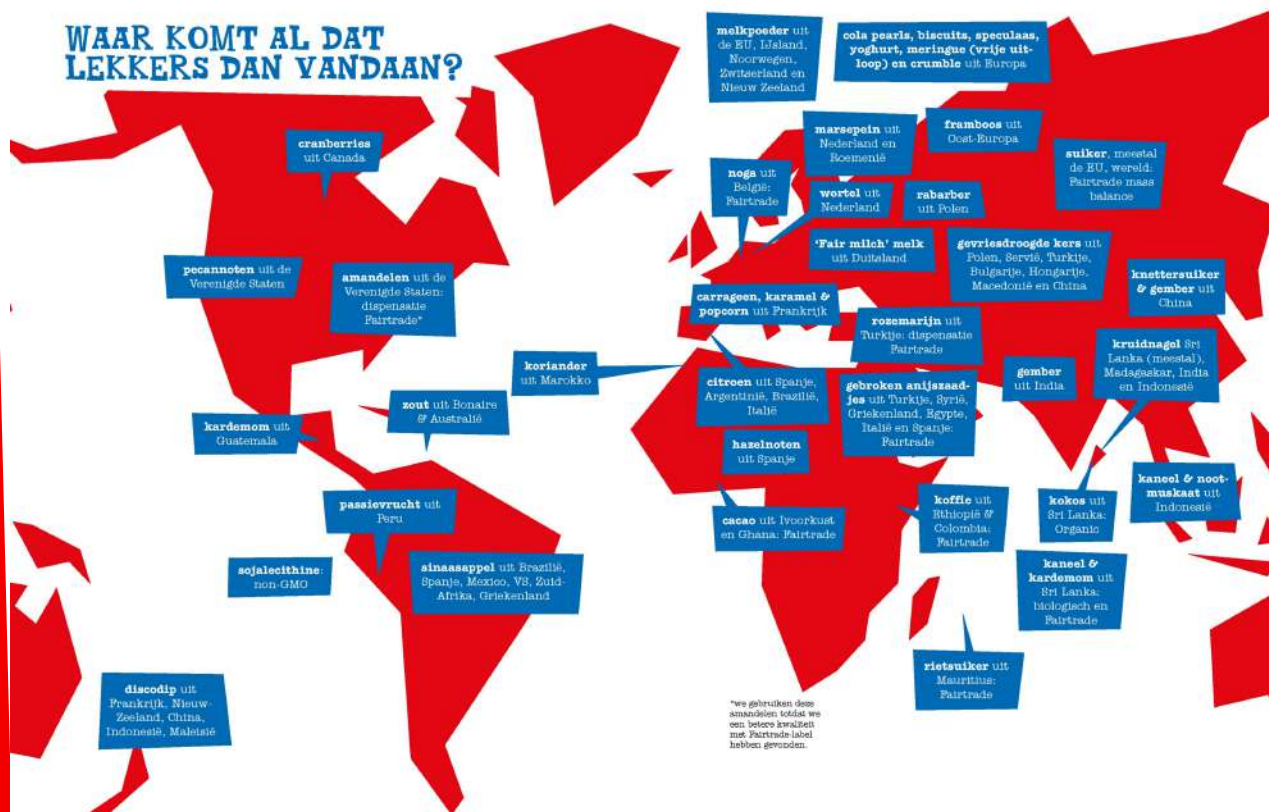 WAAR KOMT AL DAT
LEKKERS DAN VANDAAN?
melkpoeder uit
de EU, IJsland,
Noorwegen,
Zwitserland en
Nieuw Zeeland
cola pearls, biscuits, speculaas,
yoghurt, meringue (vrije uit-
loop) en crumble uit Europa
cranberries
uit Canada
marsepein uit
Nederland en
Roemenië
framboos uit
Oost-Europa
suiker, meestal
de EU, wereld:
Fairtrade mass
balance
noga uit
België:
Fairtrade
wortel uit
Nederland
rabarber
uit Polen
'Fair milch' melk
uit Duitsland
gevriesdroogde kers uit
Polen, Servië, Turkije,
Bulgarije, Hongarije,
Macedonië en China
knettersuiker
& gember uit
China
pecannoten uit de
Verenigde Staten
amandelen uit de
Verenigde Staten:
dispensatie
Fairtrade*
carrageen, karamel &
popcorn uit Frankrijk
rozemarijn uit
Turkije: dispensatie
Fairtrade
kruidnagel Sri
Lanka (meestal),
Madagaskar, India
en Indonesië
koriander
uit Marokko
citroen uit Spanje,
Argentinië, Brazilië,
Italië
gebroken anijszaad-
jes uit Turkije, Syrië,
Griekenland, Egypte,
Italië en Spanje:
Fairtrade
gember
uit India
zout uit Bonaire
& Australië
kardemom uit
Guatemala
hazelnoten
uit Spanje
kaneel & noot-
muskaat uit
Indonesië
passievrucht uit
Peru
cacao uit Ivoorkust
en Ghana: Fairtrade
koffie uit
Ethiopië &
Colombia:
Fairtrade
kokos uit
Sri Lanka:
Organic
sojalecithine:
non-GMO
sinaasappel uit Brazilië,
Spanje, Mexico, VS, Zuid-
Afrika, Griekenland
kaneel &
kardemom uit
Sri Lanka:
biologisch en
Fairtrade
rietsuiker uit
Mauritius:
Fairtrade
discodip uit
Frankrijk, Nieuw-
Zeeland, China,
Indonesië, Maleisië
*we gebruiken deze
amandelen totdat we
een betere kwaliteit
met Fairtrade-label
hebben gevonden.